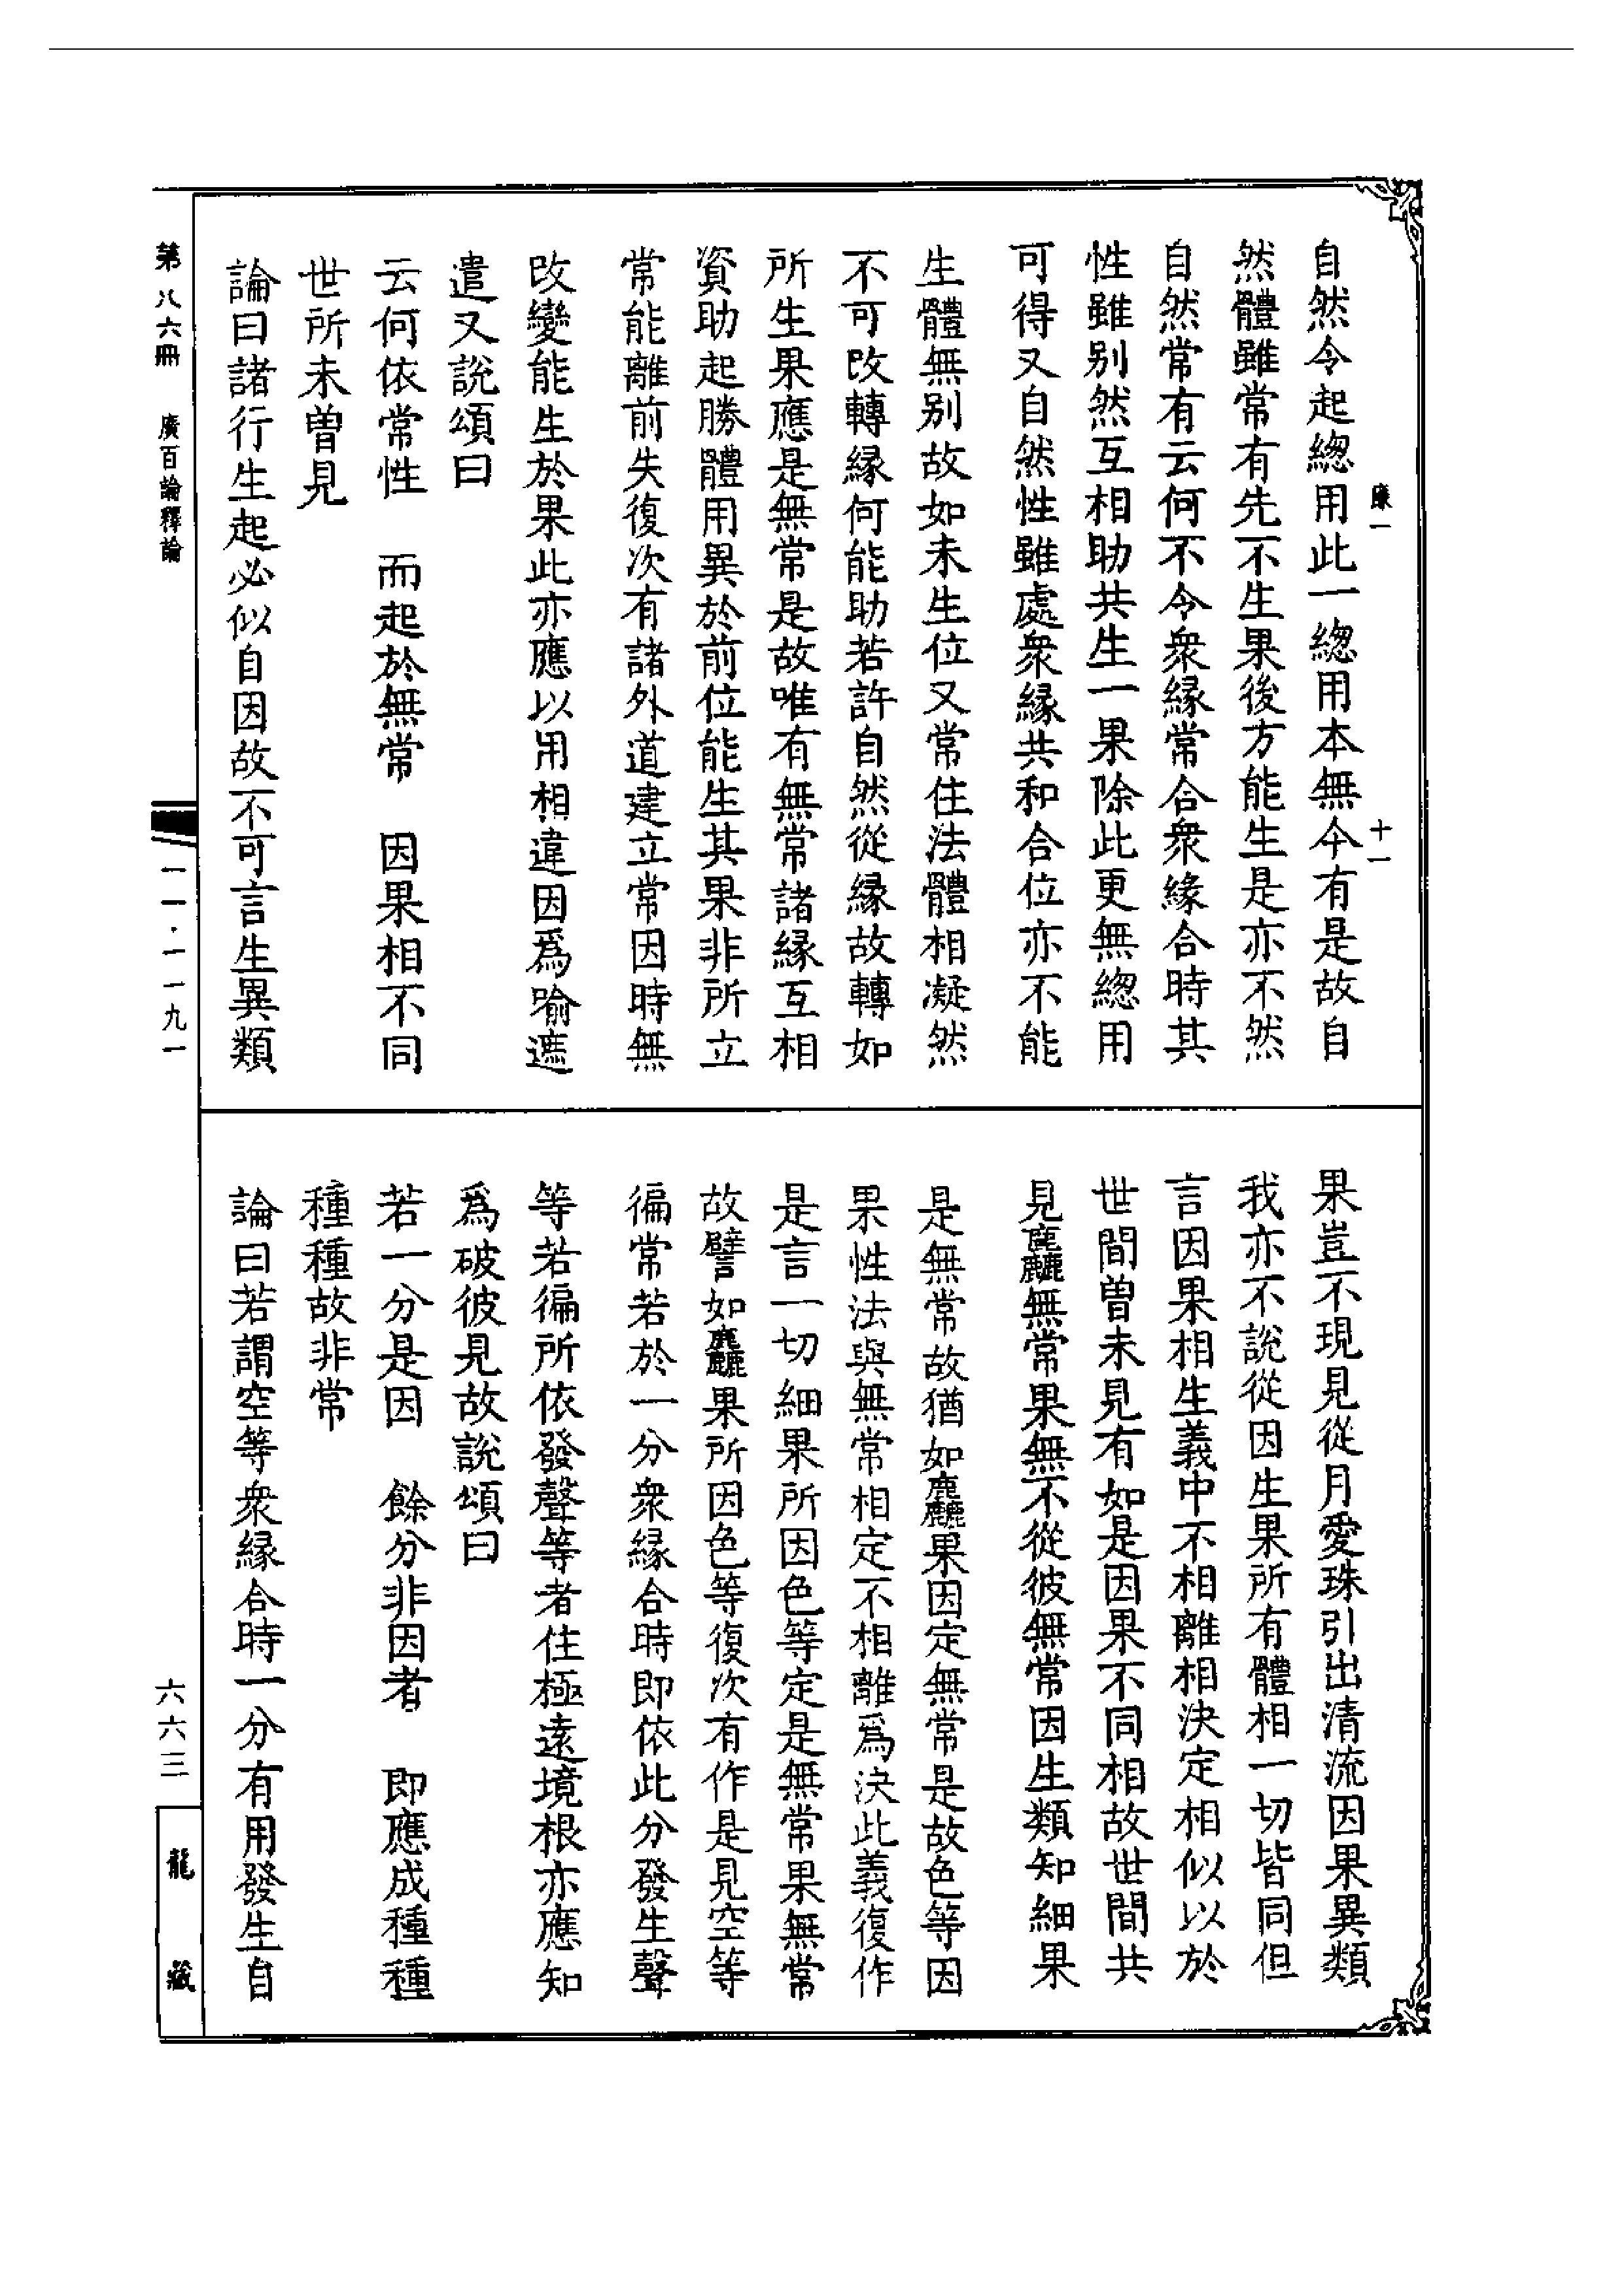 自然令起緫用此一緫用本無今有是故自
然體雖常有先不生果後方能生是亦不然
自然常有云何不令衆縁常合衆緣合時其
性雖别然互相助共生一果除此更無緫用
可得又自然性雖處衆縁共和合位亦不能
生體無别故如未生位又常住法體相凝然
不可改轉縁何能助若許自然從縁故轉如
所生果應是無常是故唯有無常諸縁互相
資助起勝體用異於前位能生其果非所立
常能離前失復次有諸外道建立常因時無
改變能生於果此亦應以用相違因爲喻遮
遣又說頌曰
云何依常性　而起於無常　因果相不同
世所未曽見
論曰諸行生起必似自因故不可言生異類
果豈不現見從月愛珠引出清流因果異類
我亦不說從因生果所有體相一切皆同但
言因果相生義中不相離相決定相似以於
世間曽未見有如是因果不同相故世間共
見麤無常果無不從彼無常因生類知細果
是無常故猶如麤果因定無常是故色等因
果性法與無常相定不相離爲決此義復作
是言一切細果所因色等定是無常果無常
故譬如麤果所因色等復次有作是見空等
徧常若於一分衆縁合時即依此分發生聲
等若徧所依發聲等者住極遠境根亦應知
爲破彼見故說頌曰
若一分是因　餘分非因者　即應成種種
種種故非常
論曰若謂空等衆緣合時一分有用發生自
廉一
十一
第八六冊　廣百論釋論
一一·一一九一
六六三
龍藏